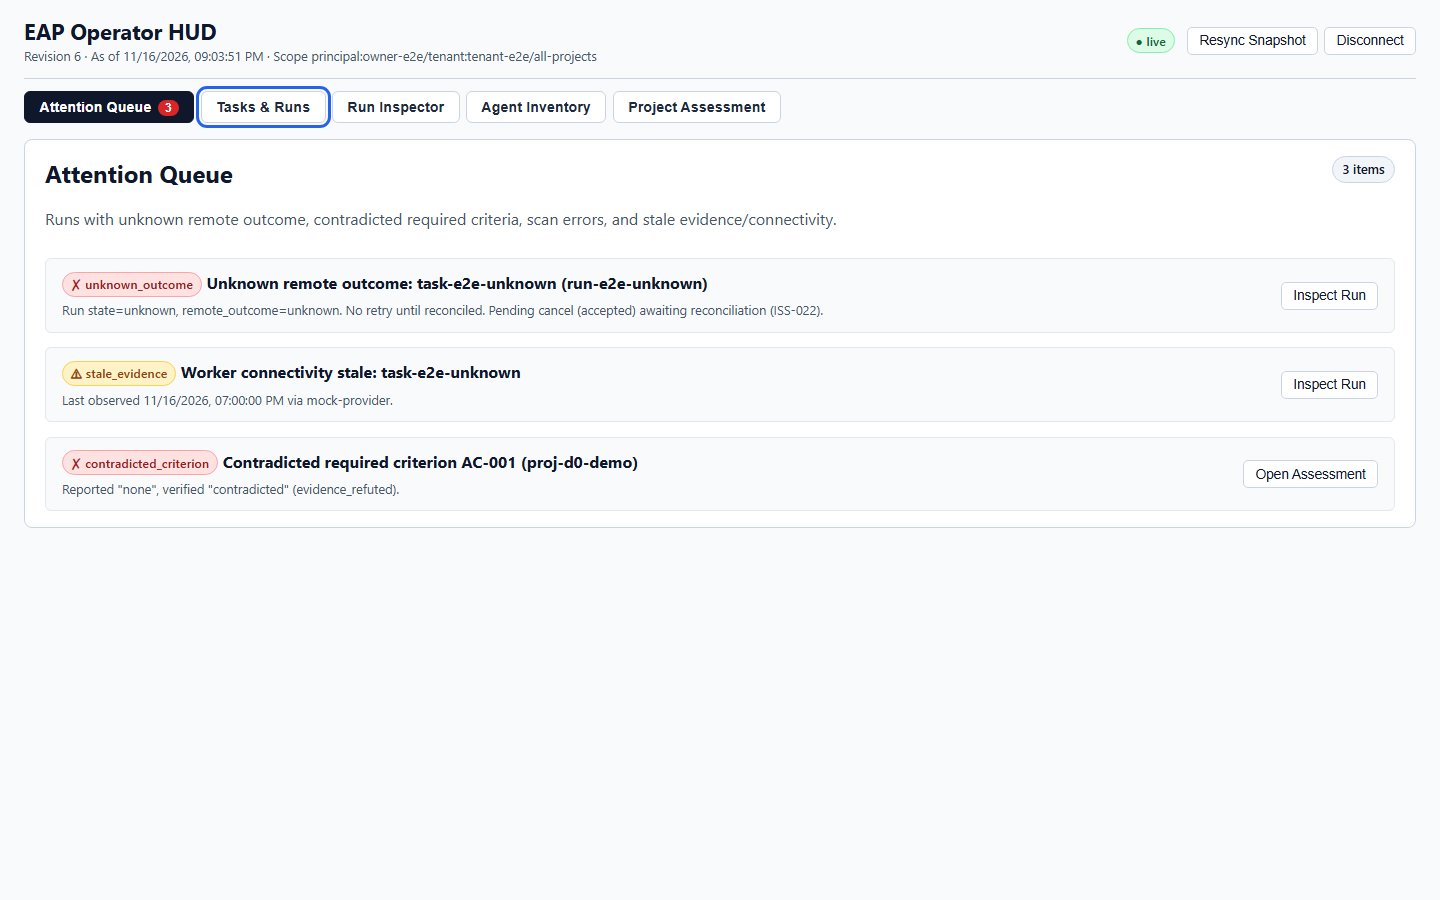 EAP Operator HUD
Revision 6 · As of 11/16/2026, 09:03:51 PM · Scope principal:owner-e2e/tenant:tenant-e2e/all-projects
● live
Resync Snapshot
Disconnect
Attention Queue 3
Tasks & Runs
Run Inspector
Agent Inventory
Project Assessment
Attention Queue
3 items
Runs with unknown remote outcome, contradicted required criteria, scan errors, and stale evidence/connectivity.
✗ unknown_outcome Unknown remote outcome: task-e2e-unknown (run-e2e-unknown)
Run state=unknown, remote_outcome=unknown. No retry until reconciled. Pending cancel (accepted) awaiting reconciliation (ISS-022).
Inspect Run
⚠ stale_evidence Worker connectivity stale: task-e2e-unknown
Last observed 11/16/2026, 07:00:00 PM via mock-provider.
Inspect Run
✗ contradicted_criterion Contradicted required criterion AC-001 (proj-d0-demo)
Reported "none", verified "contradicted" (evidence_refuted).
Open Assessment